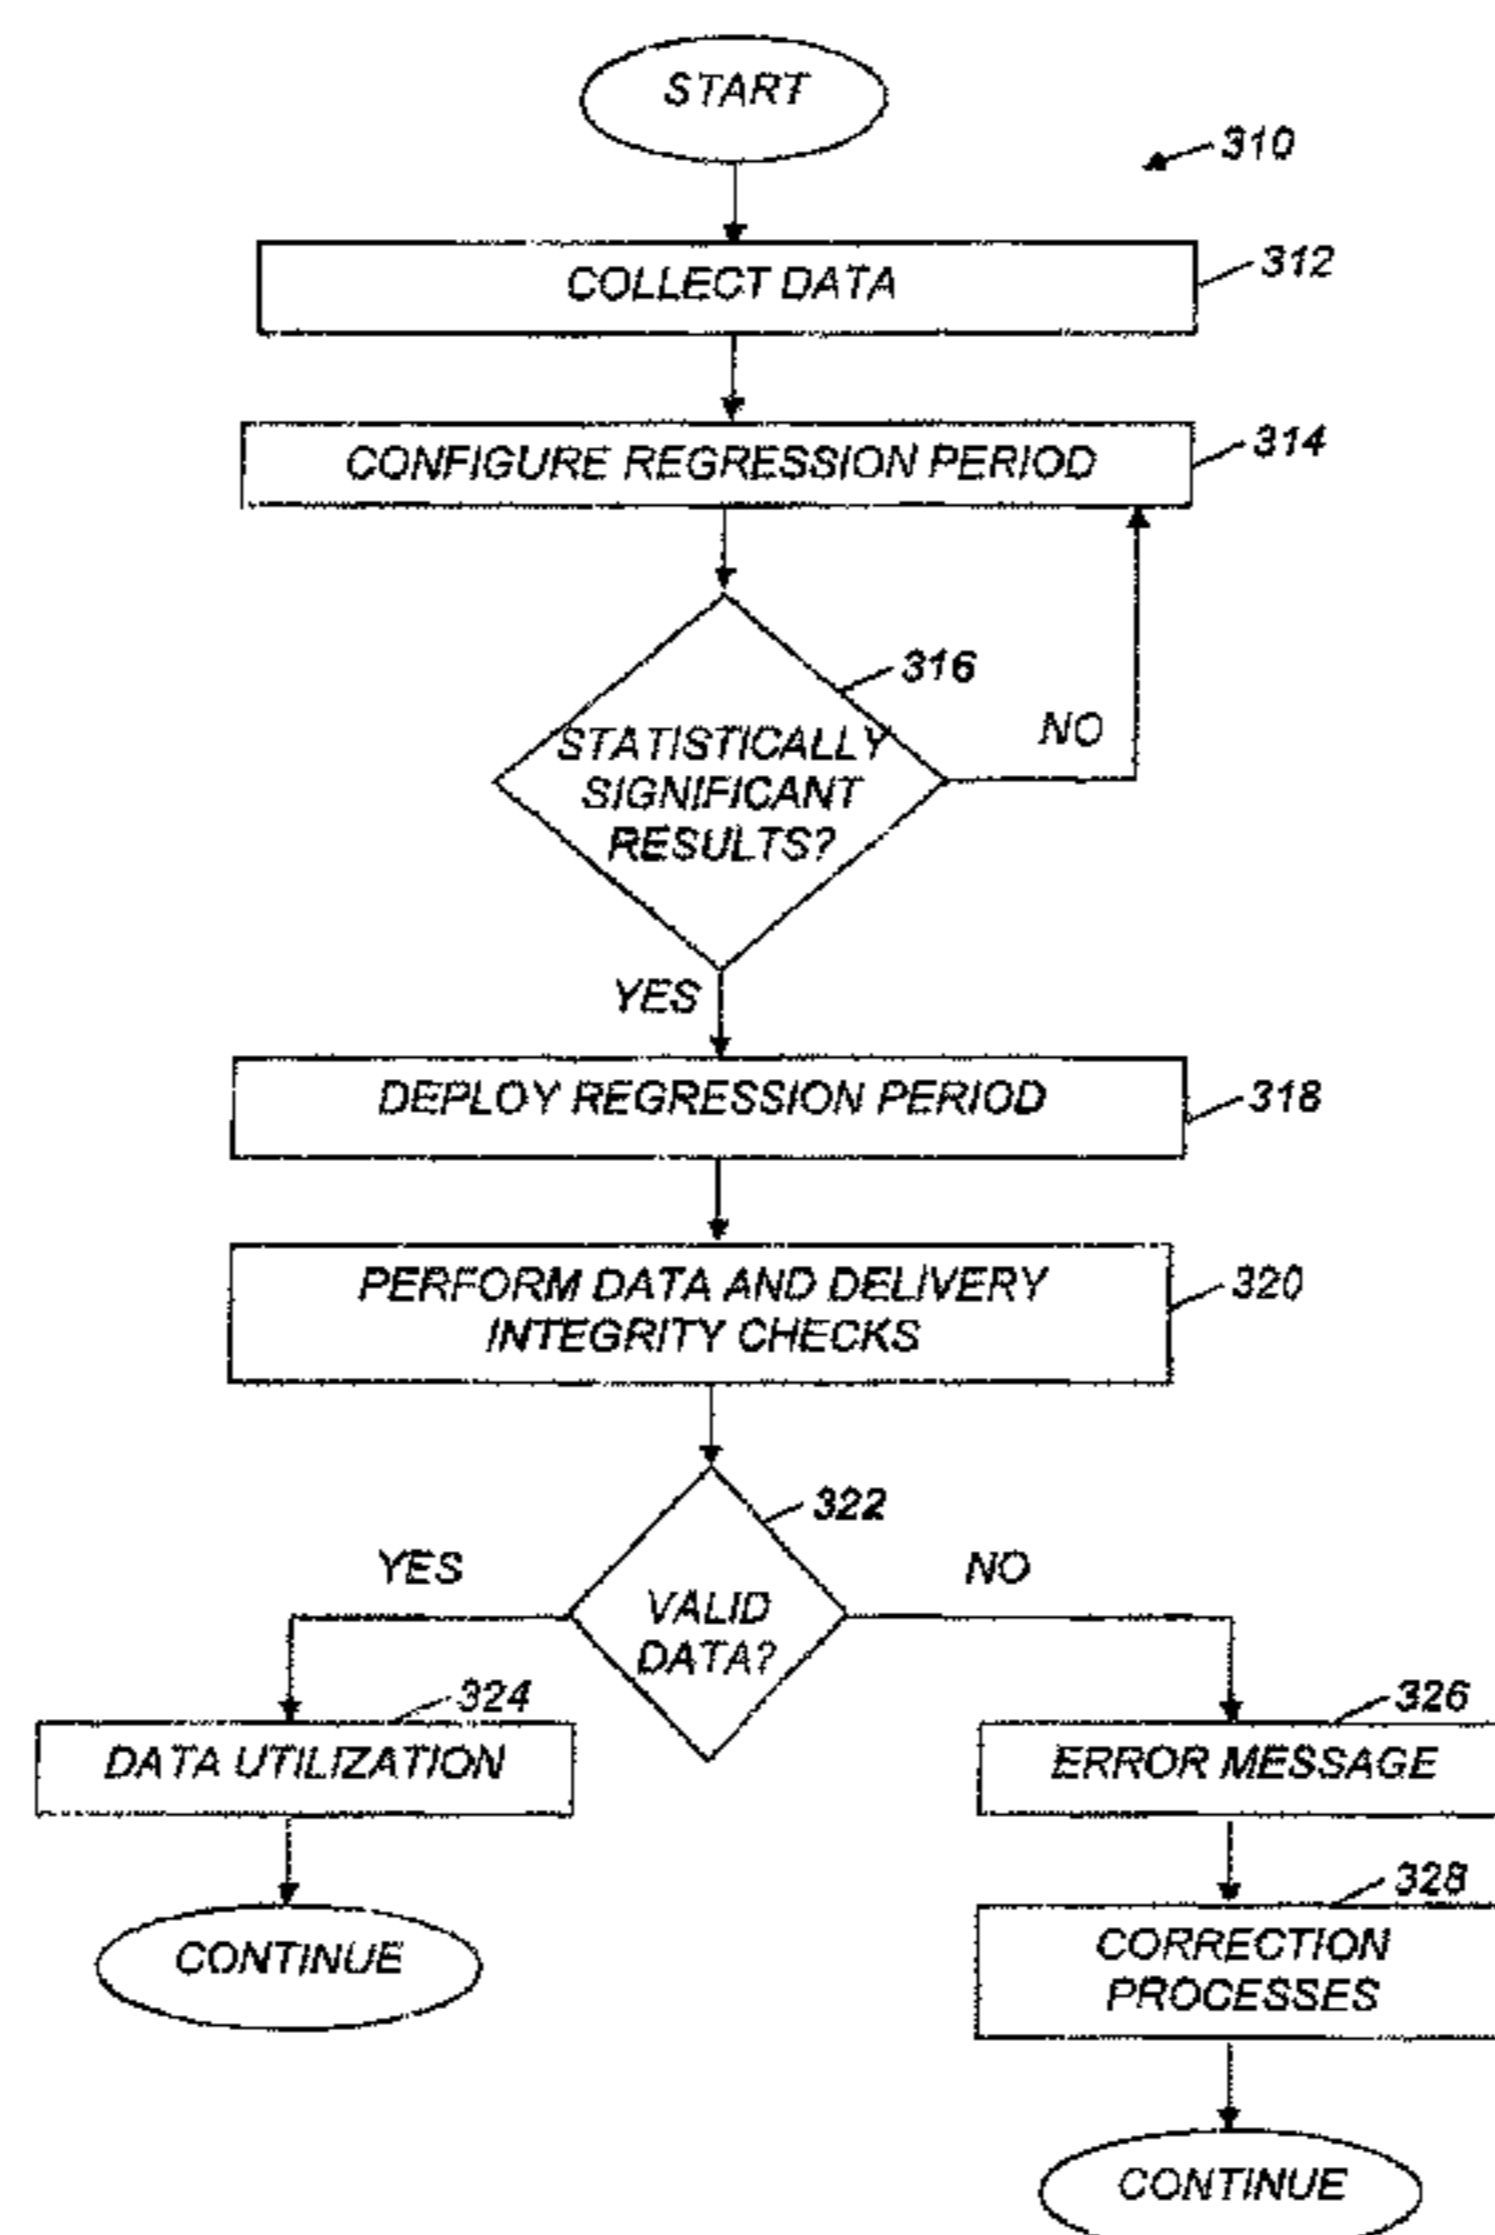 START
310
COLLECT DATA
312
CONFIGURE REGRESSION PERIOD
314
316
STATISTICALLY
SIGNIFICANT
RESULTS?
NO
YES
DEPLOY REGRESSION PERIOD
318
PERFORM DATA AND DELIVERY
INTEGRITY CHECKS
320
322
YES
NO
VALID
DATA?
324
DATA UTILIZATION
326
ERROR MESSAGE
CONTINUE
328
CORRECTION
PROCESSES
CONTINUE